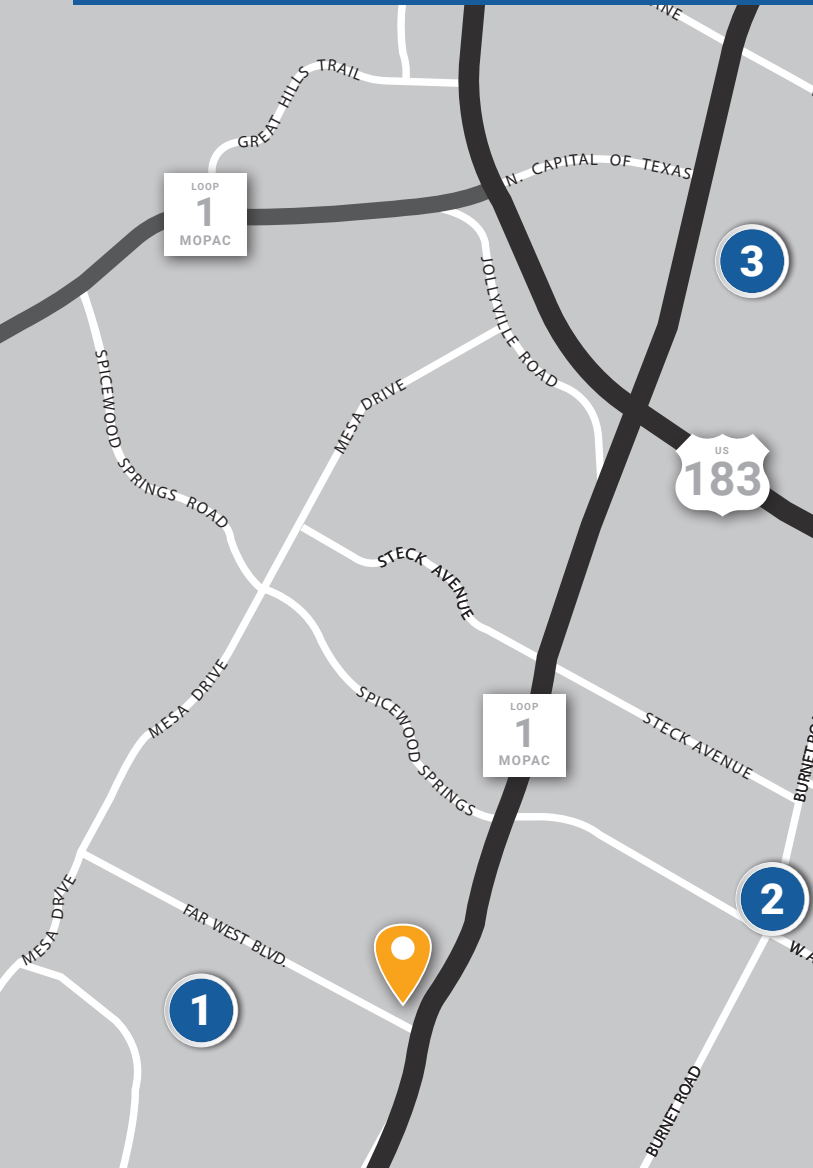 GREAT HILLS TRAIL
N. CAPITAL OF TEXAS
LOOP
1
MOPAC
3
JOLLYVILLE ROAD
SPICEWOOD SPRINGS ROAD
MESA DRIVE
US
183
STECK AVENUE
MESA DRIVE
SPICEWOOD SPRINGS
LOOP
1
MOPAC
STECK AVENUE
MESA DRIVE
FAR WEST BLVD.
2
1
BURNET ROAD